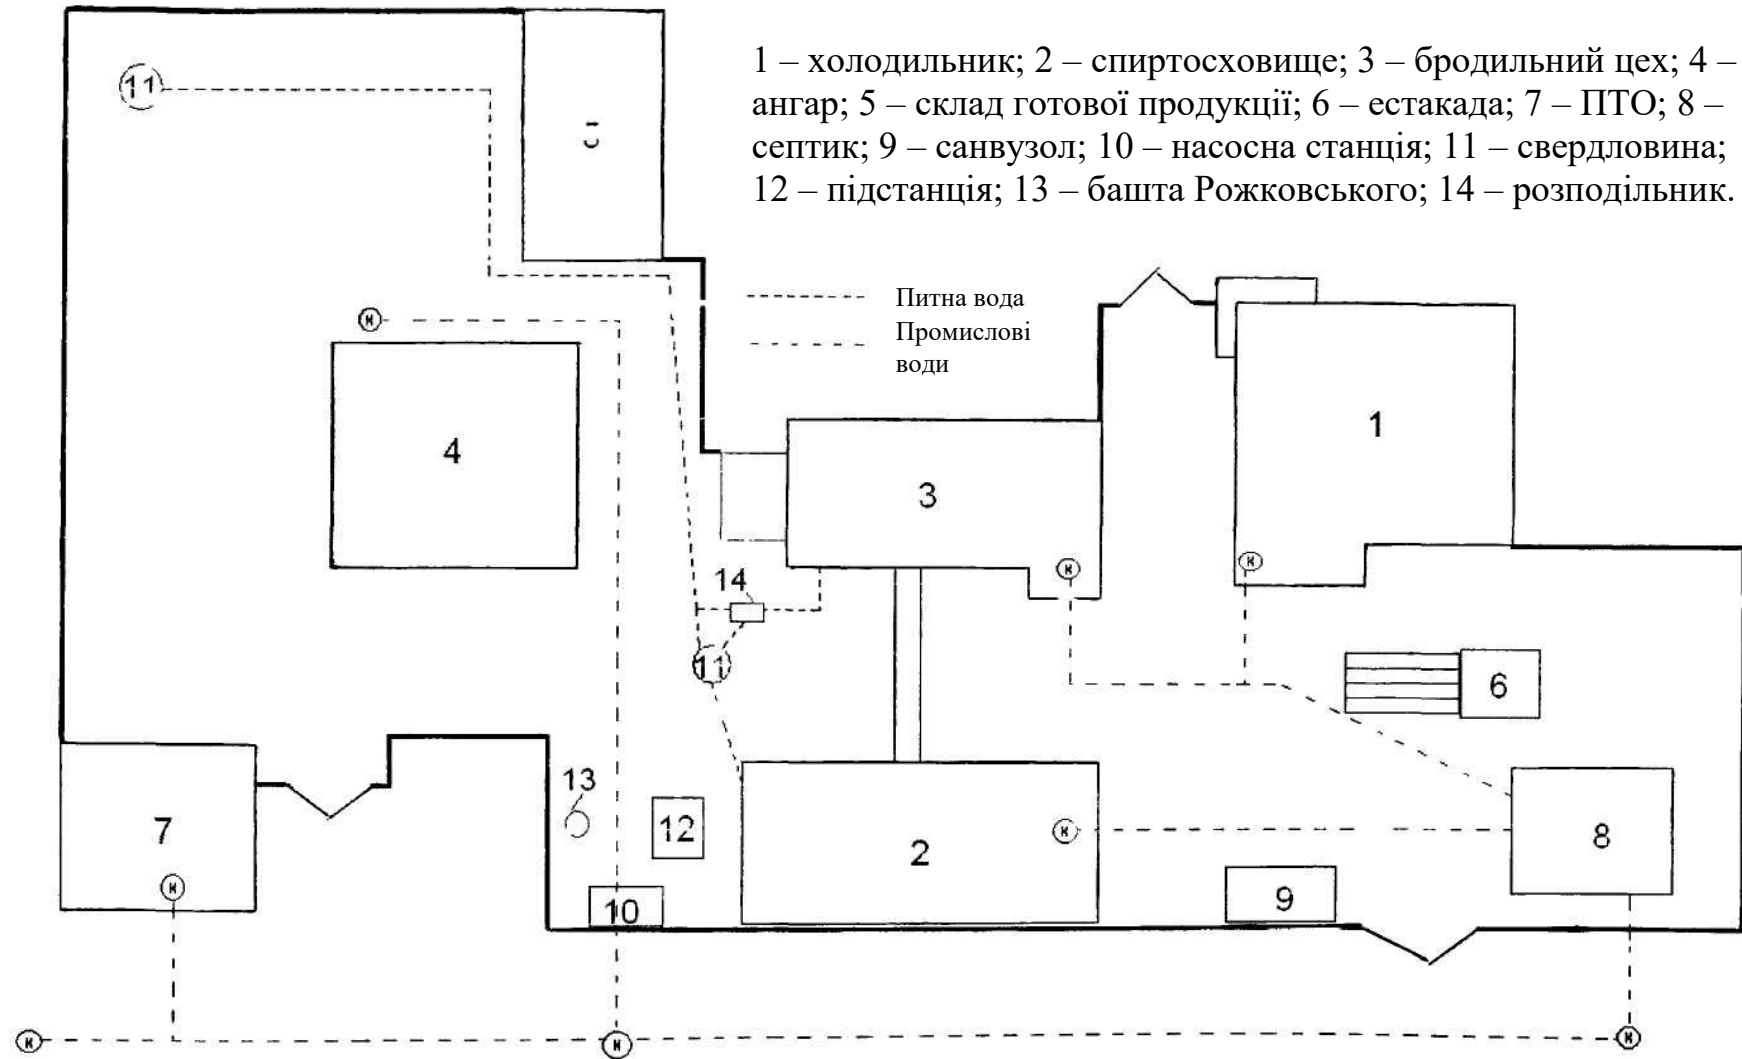 1 – холодильник; 2 – спиртосховище; 3 – бродильний цех; 4 –
ангар; 5 – склад готової продукції; 6 – естакада; 7 – ПТО; 8 –
септик; 9 – санвузол; 10 – насосна станція; 11 – свердловина;
12 – підстанція; 13 – башта Рожковського; 14 – розподільник.
11
Питна вода
Промислові
води
к
4
3
1
14
к
к
11
6
13
12
7
2
к
8
к
10
9
к
к
к